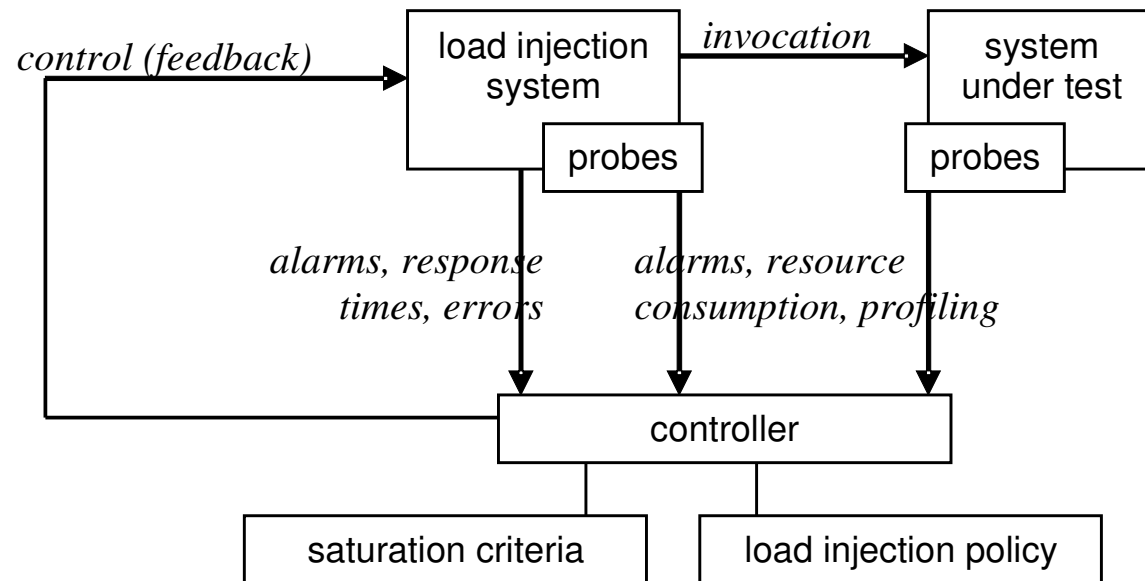 control (feedback)
load injection
system
invocation
system
under test
probes
probes
alarms, response
times, errors
alarms, resource
consumption, profiling
controller
saturation criteria
load injection policy